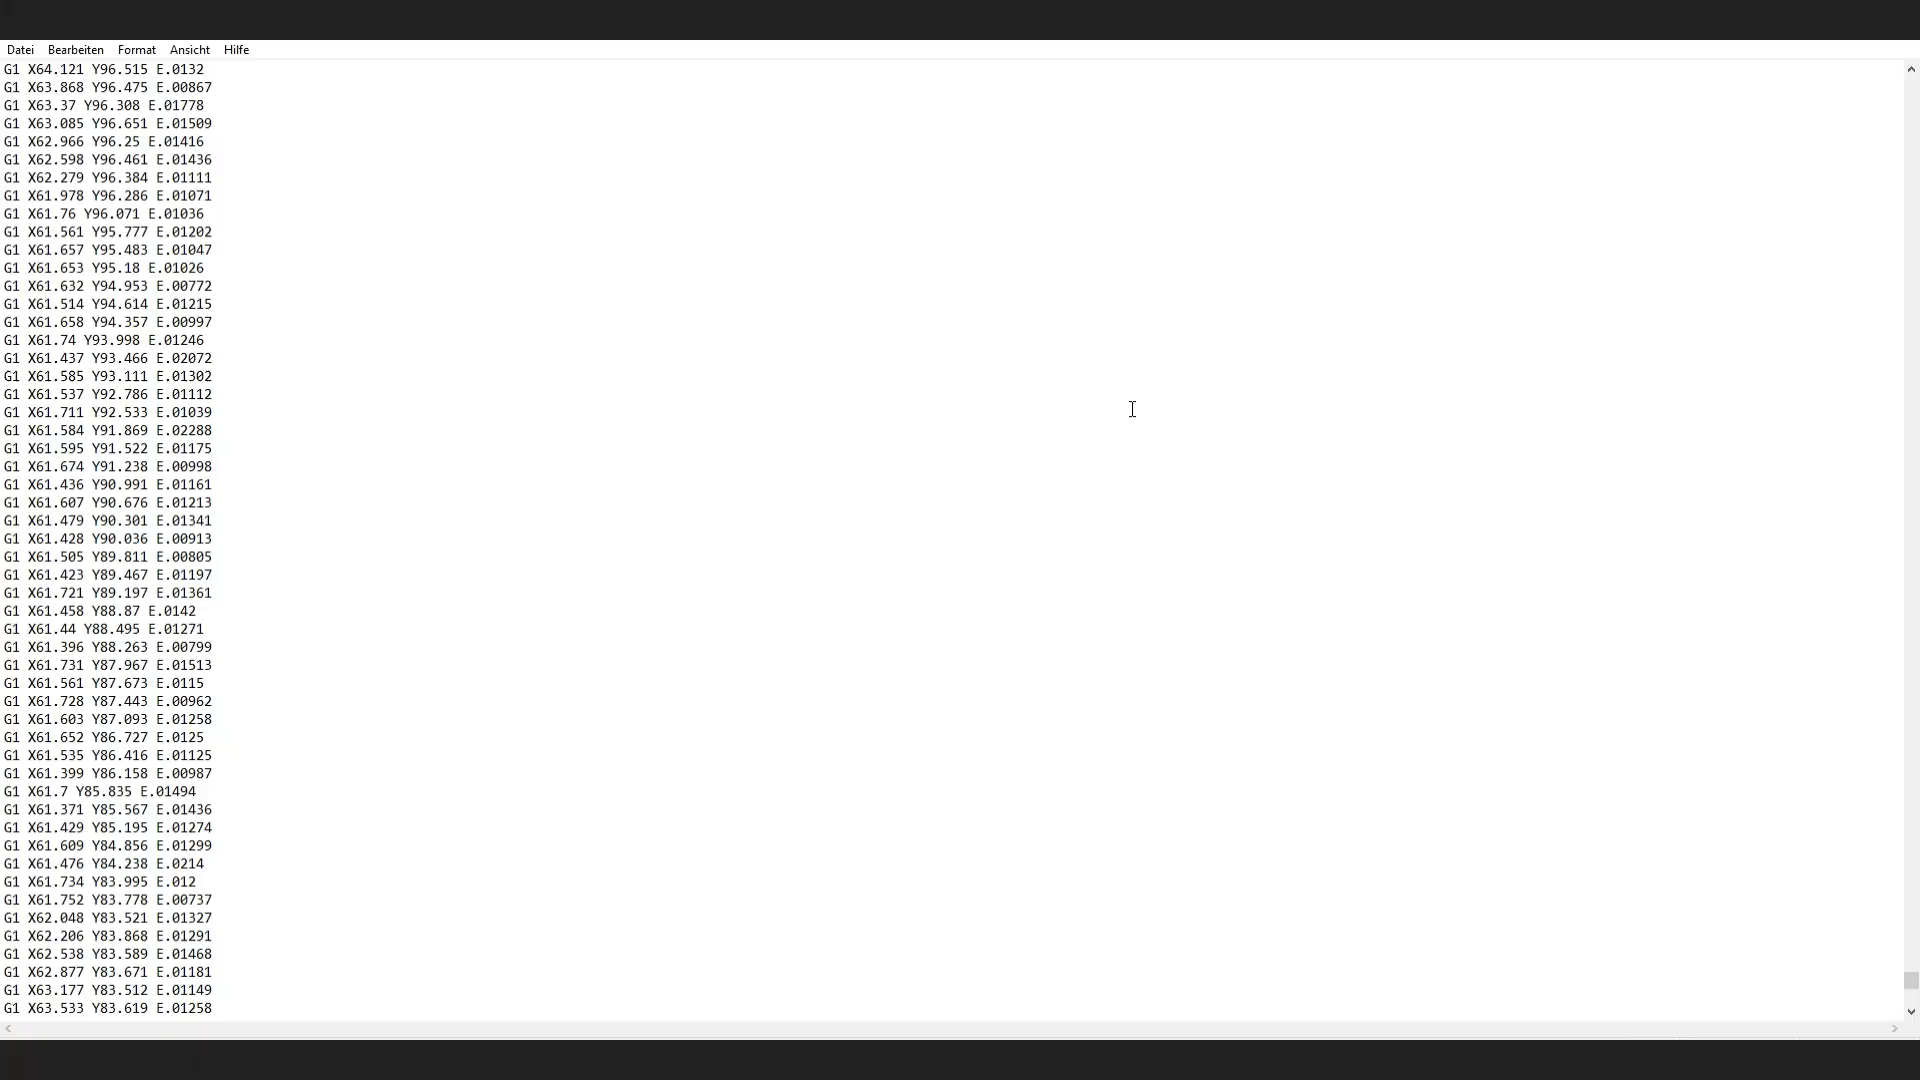 Datei Bearbeiten Format Ansicht Hilfe
G1 X64.121 Y96.515 E.0132
G1 X63.868 Y96.475 E.00867
G1 X63.37 Y96.308 E.01778
G1 X63.085 Y96.651 E.01509
G1 X62.966 Y96.25 E.01416
G1 X62.598 Y96.461 E.01436
G1 X62.279 Y96.384 E.01111
G1 X61.978 Y96.286 E.01071
G1 X61.76 Y96.071 E.01036
G1 X61.561 Y95.777 E.01202
G1 X61.657 Y95.483 E.01047
G1 X61.653 Y95.18 E.01026
G1 X61.632 Y94.953 E.00772
G1 X61.514 Y94.614 E.01215
G1 X61.658 Y94.357 E.00997
G1 X61.74 Y93.998 E.01246
G1 X61.437 Y93.466 E.02072
G1 X61.585 Y93.111 E.01302
G1 X61.537 Y92.786 E.01112
G1 X61.711 Y92.533 E.01039
G1 X61.584 Y91.869 E.02288
G1 X61.595 Y91.522 E.01175
G1 X61.674 Y91.238 E.00998
G1 X61.436 Y90.991 E.01161
G1 X61.607 Y90.676 E.01213
G1 X61.479 Y90.301 E.01341
G1 X61.428 Y90.036 E.00913
G1 X61.505 Y89.811 E.00805
G1 X61.423 Y89.467 E.01197
G1 X61.721 Y89.197 E.01361
G1 X61.458 Y88.87 E.0142
G1 X61.44 Y88.495 E.01271
G1 X61.396 Y88.263 E.00799
G1 X61.731 Y87.967 E.01513
G1 X61.561 Y87.673 E.0115
G1 X61.728 Y87.443 E.00962
G1 X61.603 Y87.093 E.01258
G1 X61.652 Y86.727 E.0125
G1 X61.535 Y86.416 E.01125
G1 X61.399 Y86.158 E.00987
G1 X61.7 Y85.835 E.01494
G1 X61.371 Y85.567 E.01436
G1 X61.429 Y85.195 E.01274
G1 X61.609 Y84.856 E.01299
G1 X61.476 Y84.238 E.0214
G1 X61.734 Y83.995 E.012
G1 X61.752 Y83.778 E.00737
G1 X62.048 Y83.521 E.01327
G1 X62.206 Y83.868 E.01291
G1 X62.538 Y83.589 E.01468
G1 X62.877 Y83.671 E.01181
G1 X63.177 Y83.512 E.01149
G1 X63.533 Y83.619 E.01258